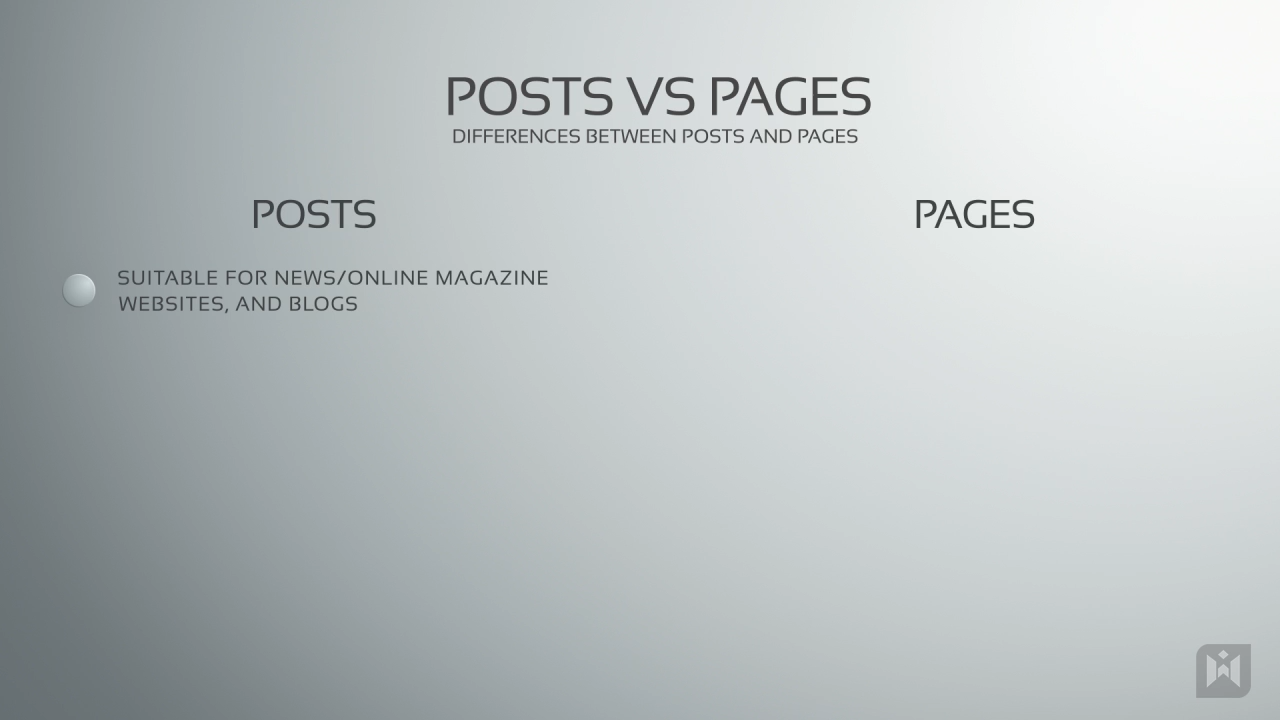 POSTS VS PAGES
DIFFERENCES BETWEEN POSTS AND PAGES
POSTS
PAGES
SUITABLE FOR NEWS/ONLINE MAGAZINE
WEBSITES, AND BLOGS